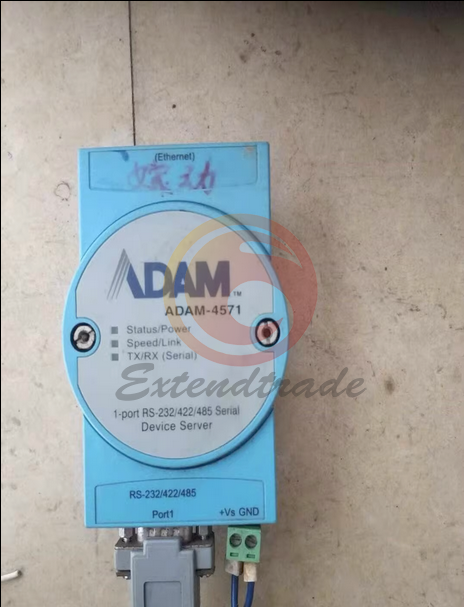 (Ethernet)
ADAM™
ADAM-4571
Status/Power
Speed/Link
TX/RX (Serial)
Extendtrade
1-port RS-232/422/485 Serial
Device Server
RS-232/422/485
Port1
+Vs GND